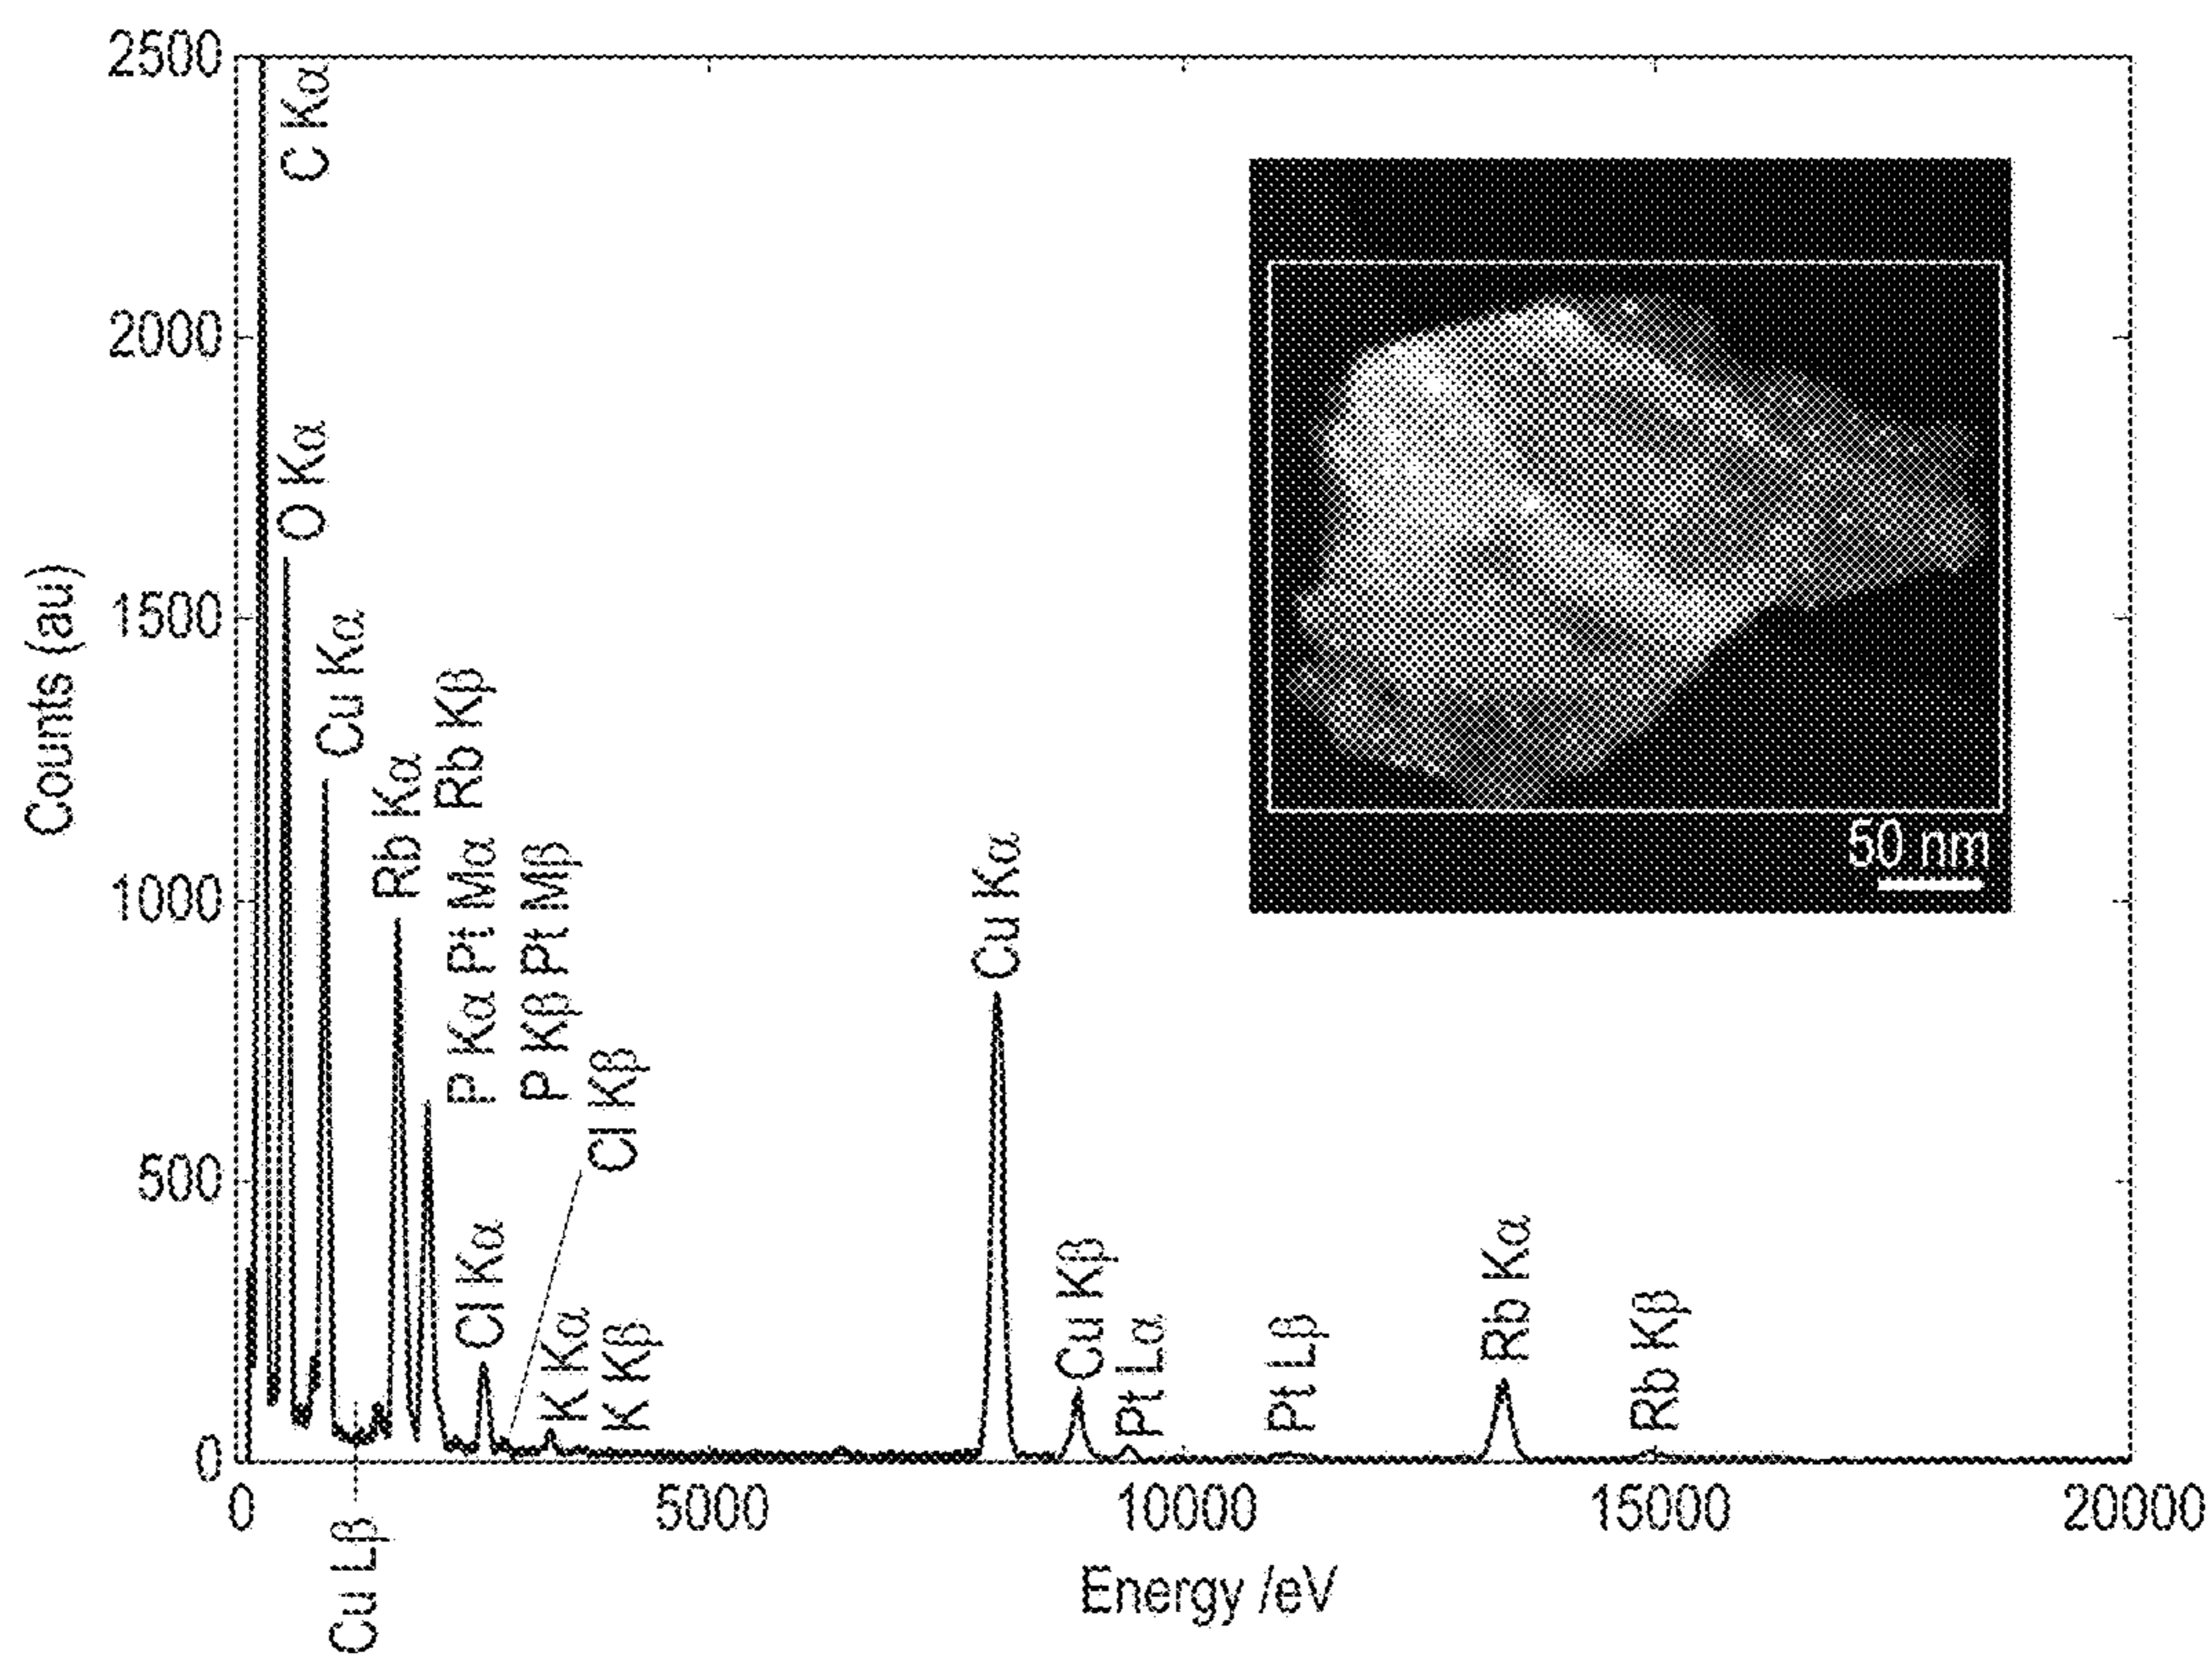 2500
2000
1500
1000
500
0
Counts (au)
C Kα
O Kα
Cu Kα
Rb Kα
Rb Kβ
P Kα Pt Mα
P Kβ Pt Mβ
Cl Kβ
Cl Kα
K Kα
K Kβ
Cu Kα
Cu Kβ
Pt Lα
Pt Lβ
Rb Kα
Rb Kβ
50 nm
0
5000
10000
15000
20000
Cu Lβ
Energy /eV